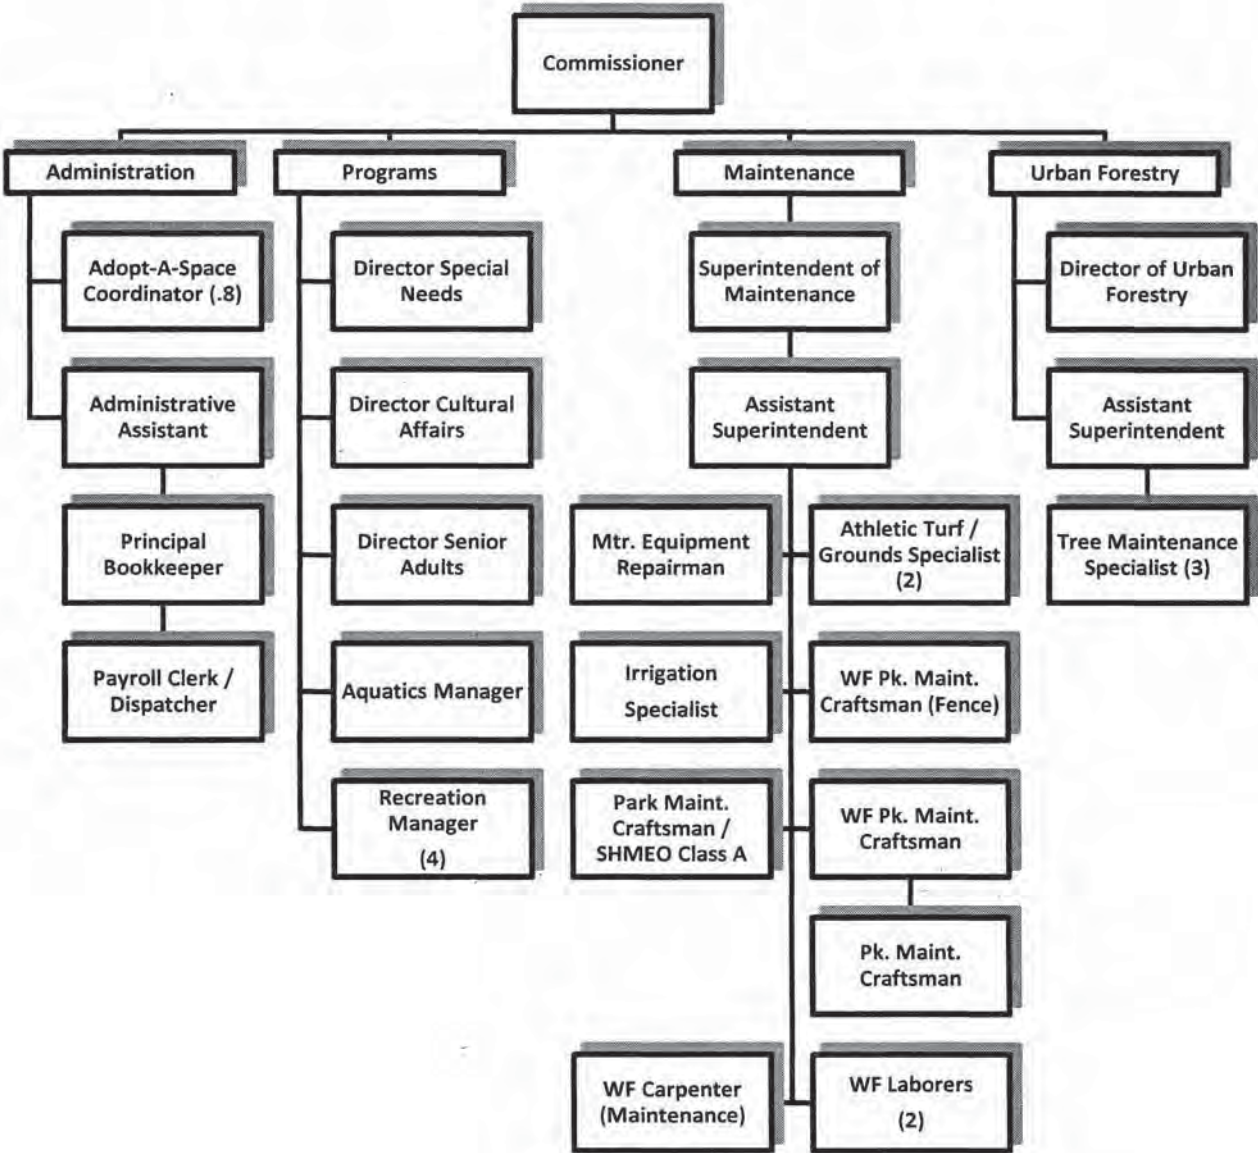 Commissioner
Administration
Programs
Maintenance
Urban Forestry
Adopt-A-Space
Coordinator (.8)
Director Special
Needs
Superintendent of
Maintenance
Director of Urban
Forestry
Administrative
Assistant
Director Cultural
Affairs
Assistant
Superintendent
Assistant
Superintendent
Principal
Bookkeeper
Director Senior
Adults
Mtr. Equipment
Repairman
Athletic Turf /
Grounds Specialist
(2)
Tree Maintenance
Specialist (3)
Payroll Clerk /
Dispatcher
Aquatics Manager
Irrigation
Specialist
WF Pk. Maint.
Craftsman (Fence)
Recreation
Manager
(4)
Park Maint.
Craftsman /
SHMEO Class A
WF Pk. Maint.
Craftsman
Pk. Maint.
Craftsman
WF Carpenter
(Maintenance)
WF Laborers
(2)